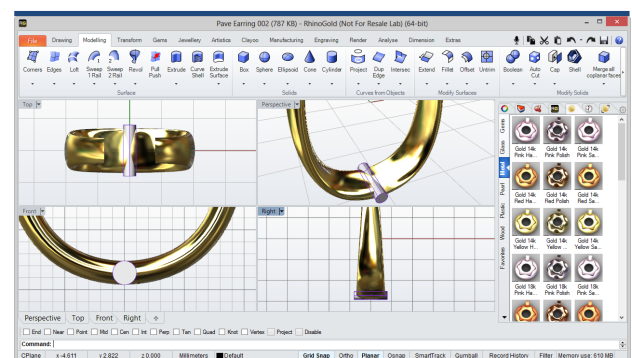 Pave Earring 002 (787 KB) - RhinoGold (Not For Resale Lab) (64-bit)
File Drawing Modelling Transform Gems Jewellery Artistics Clayoo Manufacturing Engraving Render Analyse Dimension Extras
Corners Edges Loft Sweep 1 Rail Sweep 2 Rail Revol Pull Push Extrude Curve Shell Extrude Surface Box Sphere Ellipsoid Cone Cylinder Project Dup Edge Intersec Extend Fillet Offset Untrim Boolean Auto Cut Cap Shell Merge all coplanar faces
Surface Solids Curves from Objects Modify Surfaces Modify Solids
Top Perspective
Front Right
Gems
Glass
Metal
Pearl
Plastic
Wood
Favorites
Gold 14k Pink Ha... Gold 14k Pink Polish Gold 14k Pink Sa...
Gold 14k Red Ha... Gold 14k Red Polish Gold 14k Red Sa...
Gold 14k Yellow H... Gold 14k Yellow ... Gold 14k Yellow Sa...
Gold 18k Pink Ha... Gold 18k Pink Polish Gold 18k Pink Sa...
Perspective Top Front Right
End Near Point Mid Cen Int Perp Tan Quad Knot Vertex Project Disable
Command:
CPlane x -4.611 y 2.822 z 0.000 Millimeters Default Grid Snap Ortho Planar Osnap SmartTrack Gumball Record History Filter Memory use: 610 MB